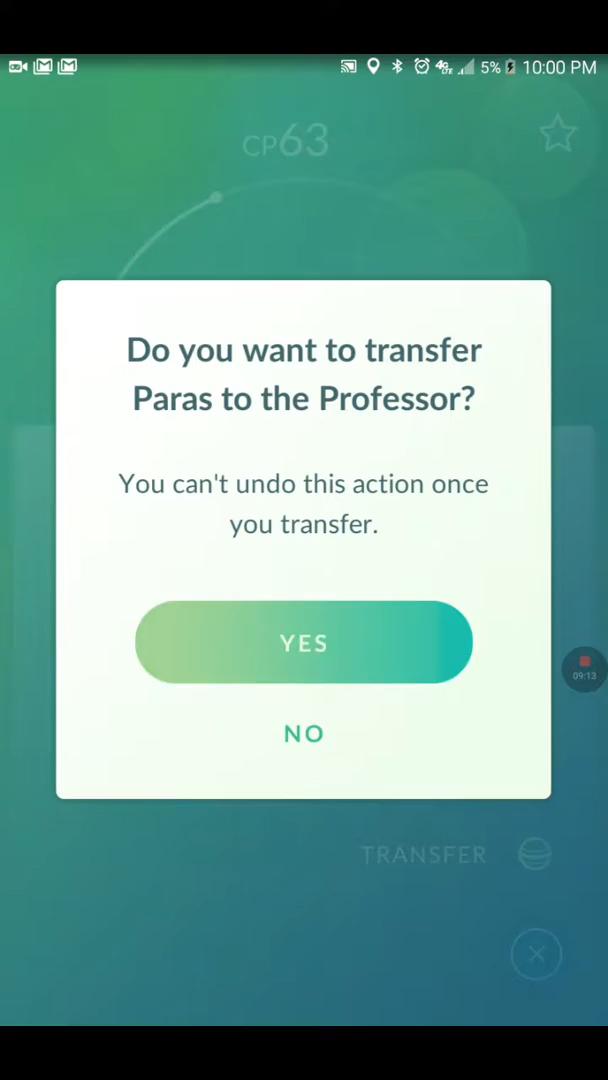 5% 10:00 PM
CP63
Do you want to transfer
Paras to the Professor?
You can't undo this action once
you transfer.
YES
NO
09:13
TRANSFER